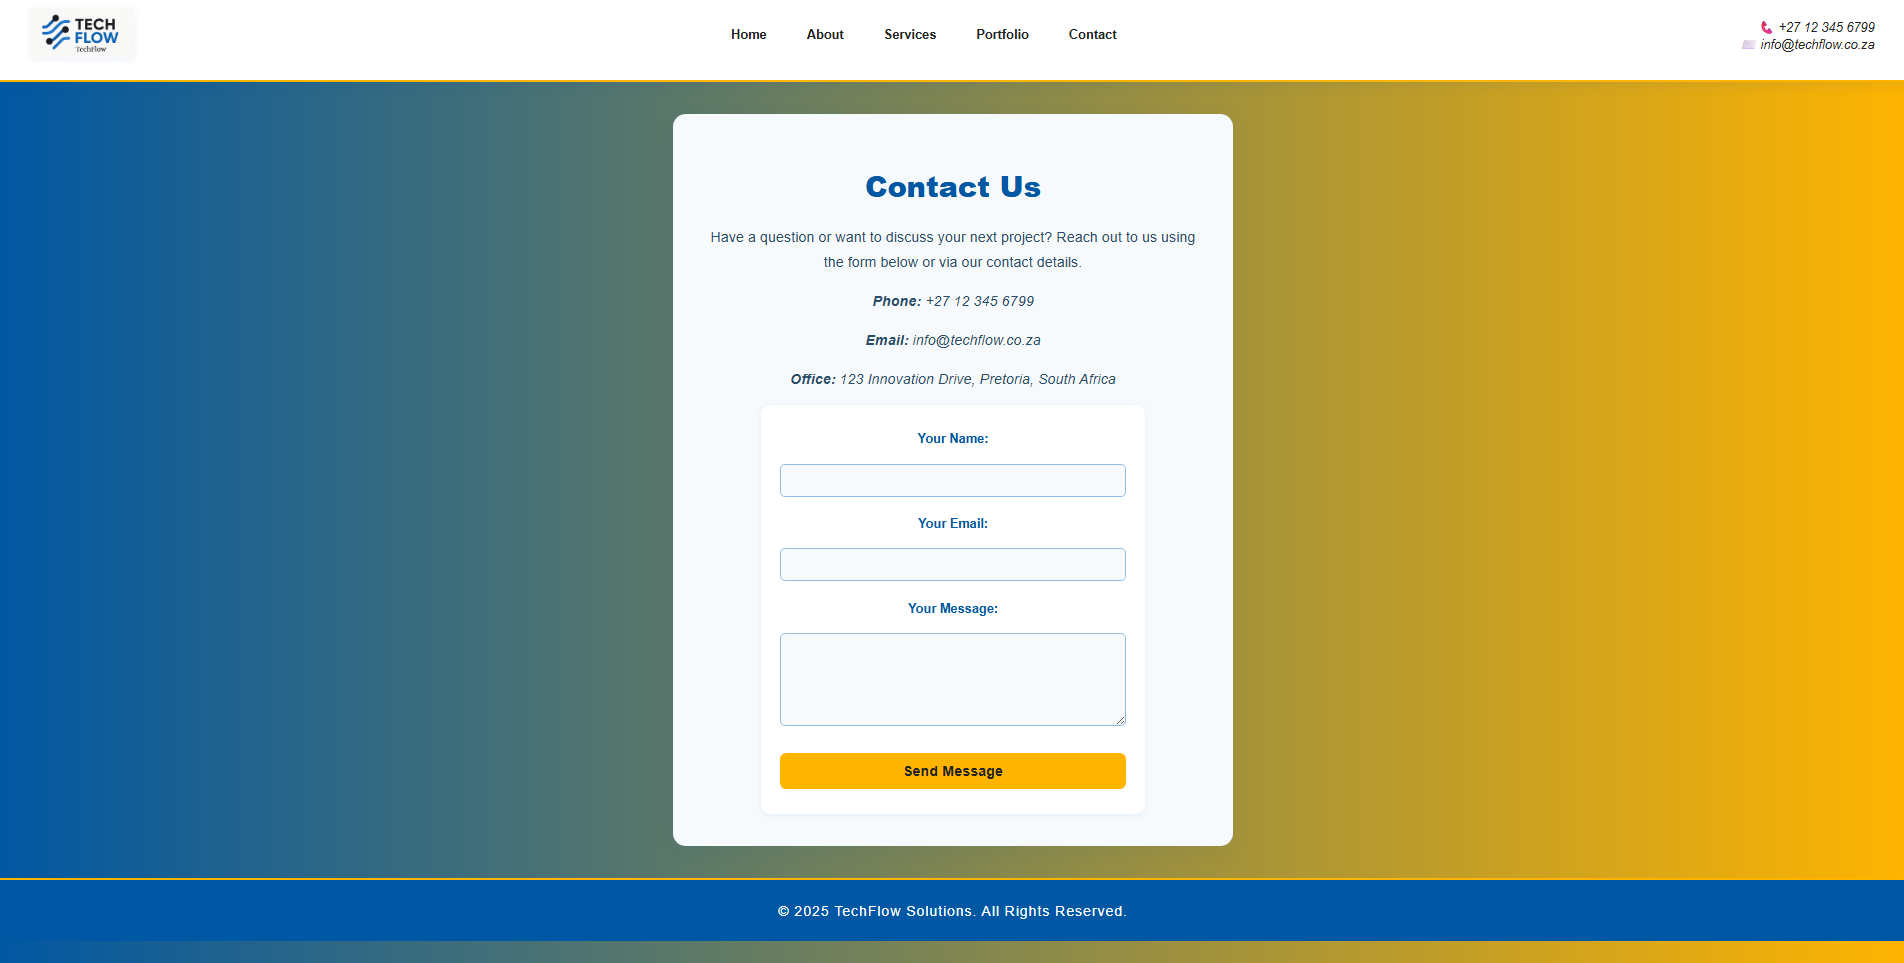 TECH
FLOW
TechFlow
Home About Services Portfolio Contact
+27 12 345 6799
info@techflow.co.za
Contact Us
Have a question or want to discuss your next project? Reach out to us using
the form below or via our contact details.
Phone: +27 12 345 6799
Email: info@techflow.co.za
Office: 123 Innovation Drive, Pretoria, South Africa
Your Name:
Your Email:
Your Message:
Send Message
© 2025 TechFlow Solutions. All Rights Reserved.